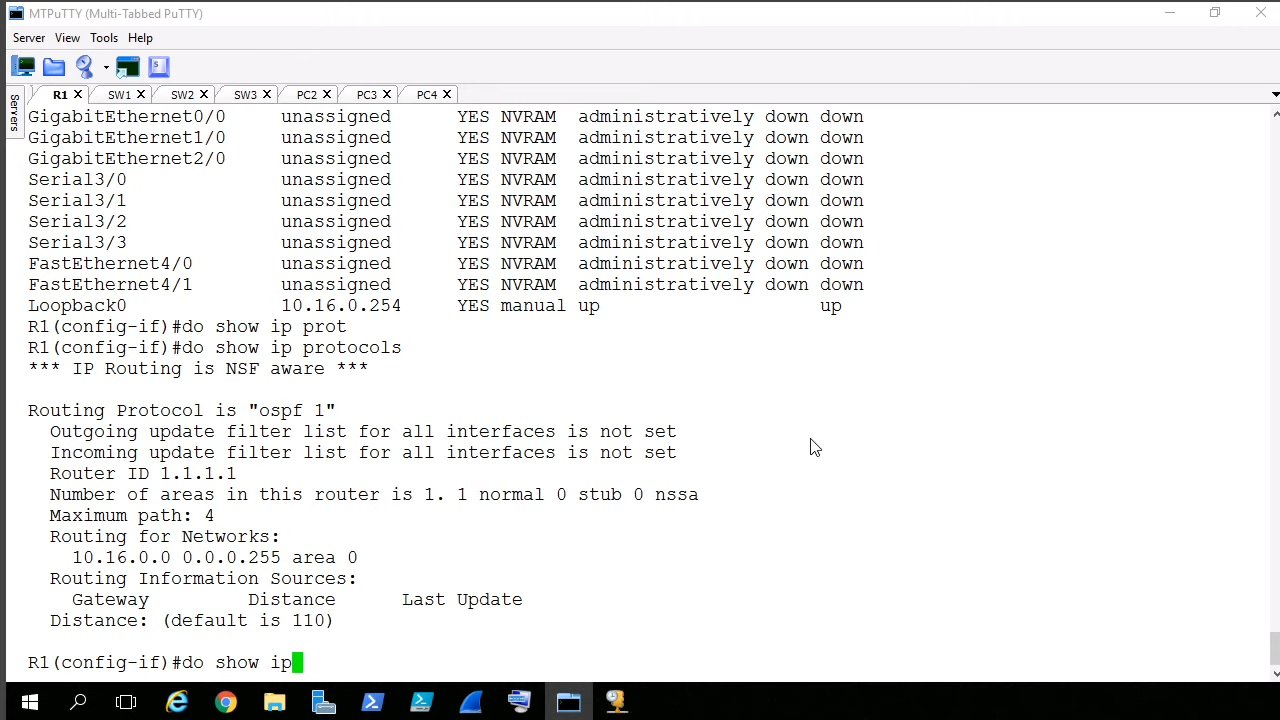 MTPuTTY (Multi-Tabbed PuTTY)
Server View Tools Help
R1 SW1 SW2 SW3 PC2 PC3 PC4
Servers
GigabitEthernet0/0 unassigned YES NVRAM administratively down down
GigabitEthernet1/0 unassigned YES NVRAM administratively down down
GigabitEthernet2/0 unassigned YES NVRAM administratively down down
Serial3/0 unassigned YES NVRAM administratively down down
Serial3/1 unassigned YES NVRAM administratively down down
Serial3/2 unassigned YES NVRAM administratively down down
Serial3/3 unassigned YES NVRAM administratively down down
FastEthernet4/0 unassigned YES NVRAM administratively down down
FastEthernet4/1 unassigned YES NVRAM administratively down down
Loopback0 10.16.0.254 YES manual up up
R1(config-if)#do show ip prot
R1(config-if)#do show ip protocols
*** IP Routing is NSF aware ***
Routing Protocol is "ospf 1"
Outgoing update filter list for all interfaces is not set
Incoming update filter list for all interfaces is not set
Router ID 1.1.1.1
Number of areas in this router is 1. 1 normal 0 stub 0 nssa
Maximum path: 4
Routing for Networks:
10.16.0.0 0.0.0.255 area 0
Routing Information Sources:
Gateway Distance Last Update
Distance: (default is 110)
R1(config-if)#do show ip